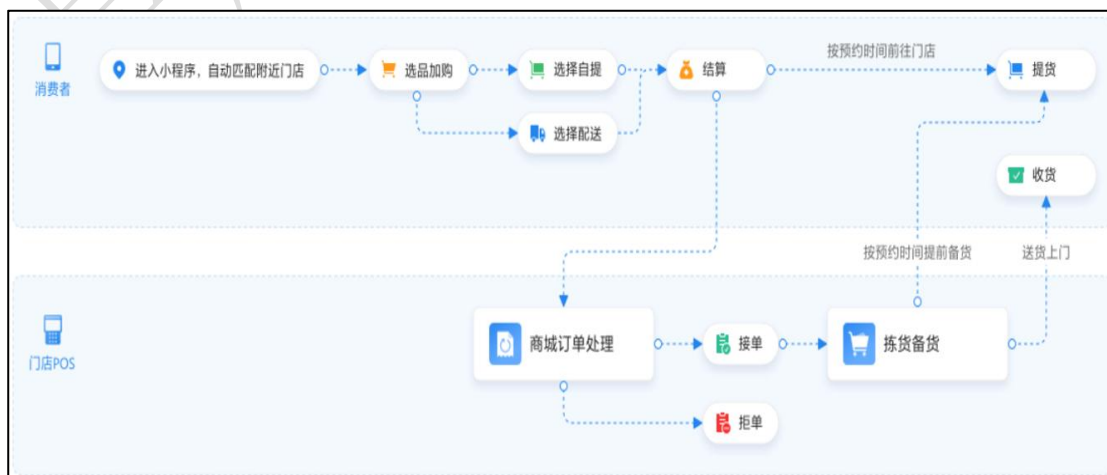 消费者
进入小程序，自动匹配附近门店
选品加购
选择自提
结算
按预约时间前往门店
提货
选择配送
收货
按预约时间提前备货
送货上门
门店POS
商城订单处理
接单
拣货备货
拒单